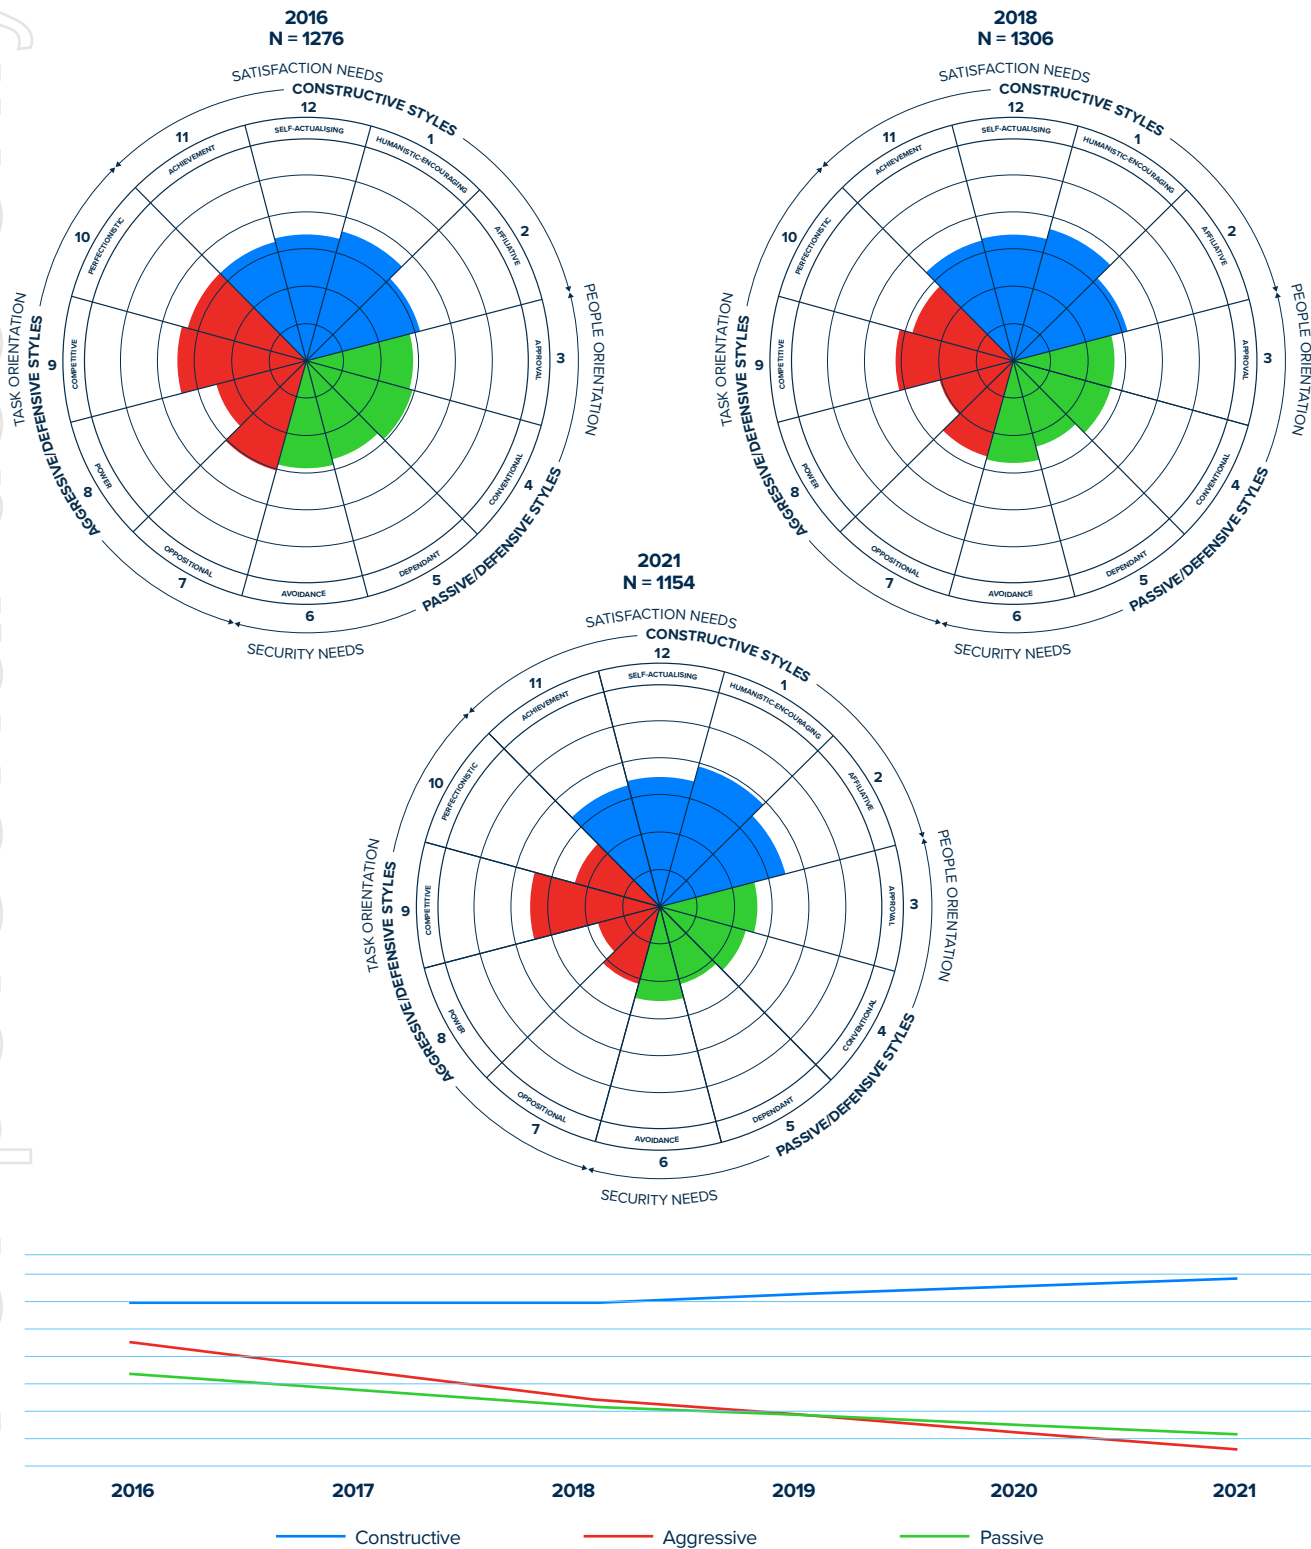 2016
N = 1276
SATISFACTION NEEDS
CONSTRUCTIVE STYLES
12
SELF-ACTUALISING
1
HUMANISTIC-ENCOURAGING
2
AFFILIATIVE
PEOPLE ORIENTATION
3
APPROVAL
4
CONVENTIONAL
PASSIVE/DEFENSIVE STYLES
5
DEPENDANT
6
AVOIDANCE
SECURITY NEEDS
7
OPPOSITIONAL
8
POWER
AGGRESSIVE/DEFENSIVE STYLES
TASK ORIENTATION
9
COMPETITIVE
10
PERFECTIONISTIC
11
ACHIEVEMENT
2018
N = 1306
SATISFACTION NEEDS
CONSTRUCTIVE STYLES
12
SELF-ACTUALISING
1
HUMANISTIC-ENCOURAGING
2
AFFILIATIVE
PEOPLE ORIENTATION
3
APPROVAL
4
CONVENTIONAL
PASSIVE/DEFENSIVE STYLES
5
DEPENDANT
6
AVOIDANCE
SECURITY NEEDS
7
OPPOSITIONAL
8
POWER
AGGRESSIVE/DEFENSIVE STYLES
TASK ORIENTATION
9
COMPETITIVE
10
PERFECTIONISTIC
11
ACHIEVEMENT
2021
N = 1154
SATISFACTION NEEDS
CONSTRUCTIVE STYLES
12
SELF-ACTUALISING
1
HUMANISTIC-ENCOURAGING
2
AFFILIATIVE
PEOPLE ORIENTATION
3
APPROVAL
4
CONVENTIONAL
PASSIVE/DEFENSIVE STYLES
5
DEPENDANT
6
AVOIDANCE
SECURITY NEEDS
7
OPPOSITIONAL
8
POWER
AGGRESSIVE/DEFENSIVE STYLES
TASK ORIENTATION
9
COMPETITIVE
10
PERFECTIONISTIC
11
ACHIEVEMENT
2016 2017 2018 2019 2020 2021
Constructive Aggressive Passive